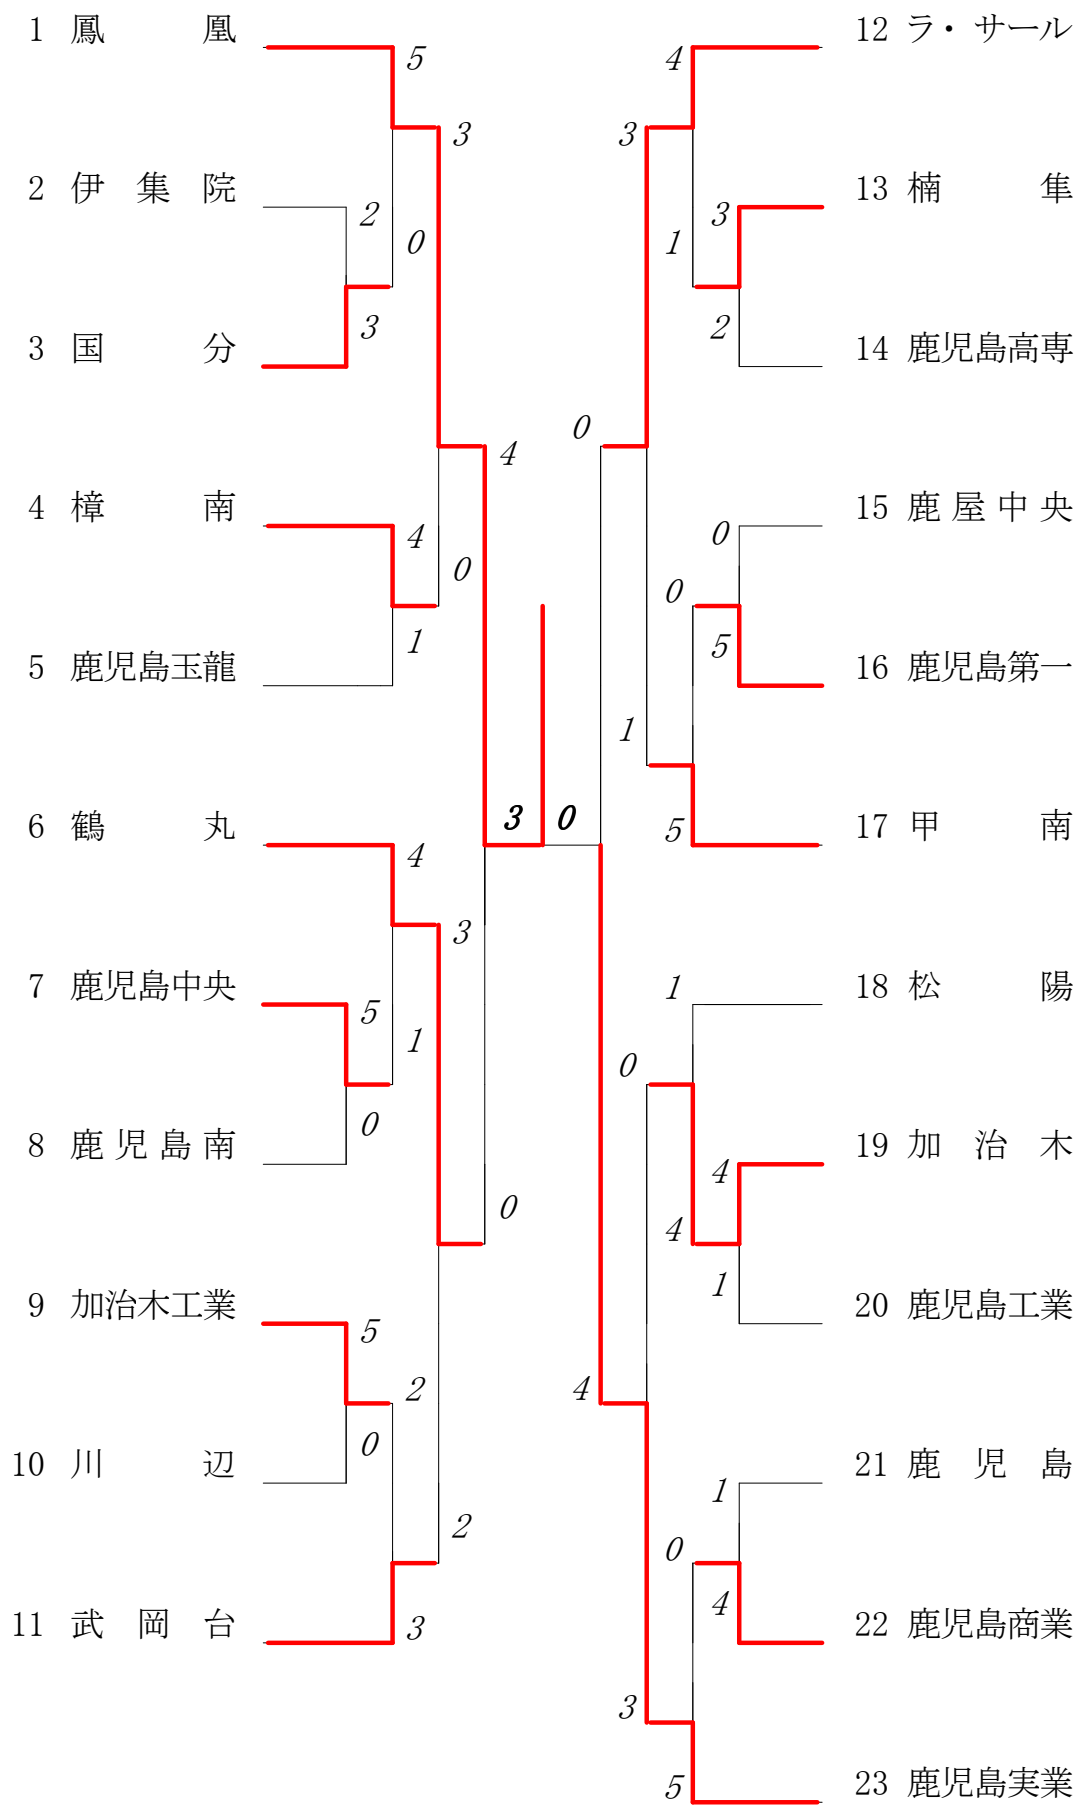 1 鳳凰
5
3
2 伊集院
2
0
3 国分
3
4
4 樟南
4
0
1
5 鹿児島玉龍
3 0
6 鶴丸
4
3
7 鹿児島中央
5
1
0
8 鹿児島南
0
9 加治木工業
5
2
0
10 川辺
2
11 武岡台
3
12 ラ・サール
4
3
13 楠隼
3
1
2
14 鹿児島高専
0
15 鹿屋中央
0
0
5
16 鹿児島第一
1
17 甲南
5
18 松陽
1
0
19 加治木
4
4
1
20 鹿児島工業
4
21 鹿児島
1
0
4
22 鹿児島商業
3
23 鹿児島実業
5